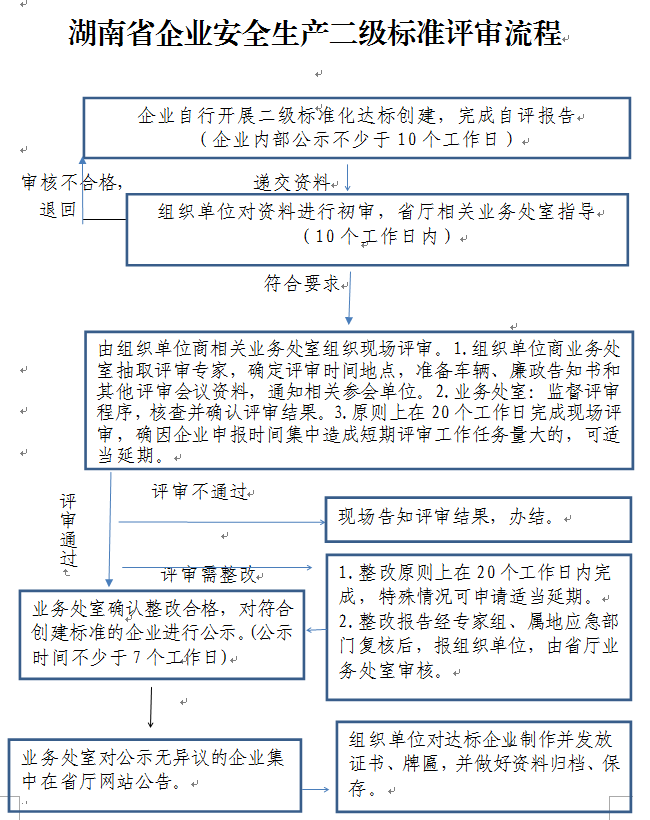 湖南省企业安全生产二级标准评审流程
企业自行开展二级标准化达标创建，完成自评报告
（企业内部公示不少于10个工作日）
审核不合格，
退回
递交资料
组织单位对资料进行初审，省厅相关业务处室指导
（10个工作日内）
符合要求
由组织单位商相关业务处室组织现场评审。1.组织单位商业务处
室抽取评审专家，确定评审时间地点，准备车辆、廉政告知书和
其他评审会议资料，通知相关参会单位。2.业务处室：监督评审
程序，核查并确认评审结果。3.原则上在20个工作日完成现场评
审，确因企业申报时间集中造成短期评审工作任务量大的，可适
当延期。
评审通过
评审不通过
现场告知评审结果，办结。
评审需整改
1.整改原则上在20个工作日内完
成，特殊情况可申请适当延期。
2.整改报告经专家组、属地应急部
门复核后，报组织单位，由省厅业
务处室审核。
业务处室确认整改合格，对符合
创建标准的企业进行公示。(公示
时间不少于7个工作日)
业务处室对公示无异议的企业集
中在省厅网站公告。
组织单位对达标企业制作并发放
证书、牌匾，并做好资料归档、保
存。